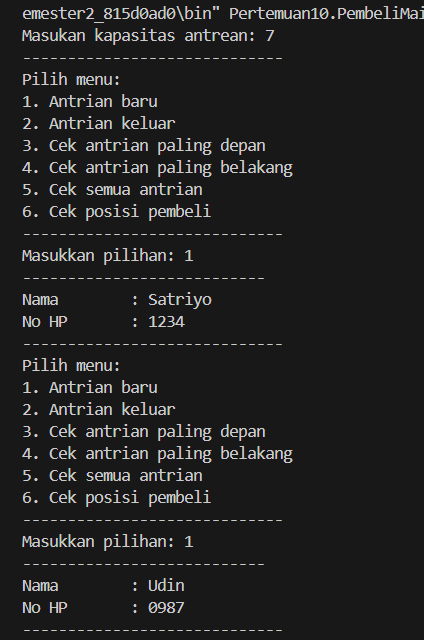 emester2_815d0ad0\bin" Pertemuan10.PembeliMai
Masukan kapasitas antrean: 7
-----------------------------
Pilih menu:
1. Antrian baru
2. Antrian keluar
3. Cek antrian paling depan
4. Cek antrian paling belakang
5. Cek semua antrian
6. Cek posisi pembeli
-----------------------------
Masukkan pilihan: 1
---------------------------
Nama        : Satriyo
No HP       : 1234
-----------------------------
Pilih menu:
1. Antrian baru
2. Antrian keluar
3. Cek antrian paling depan
4. Cek antrian paling belakang
5. Cek semua antrian
6. Cek posisi pembeli
-----------------------------
Masukkan pilihan: 1
---------------------------
Nama        : Udin
No HP       : 0987
-----------------------------